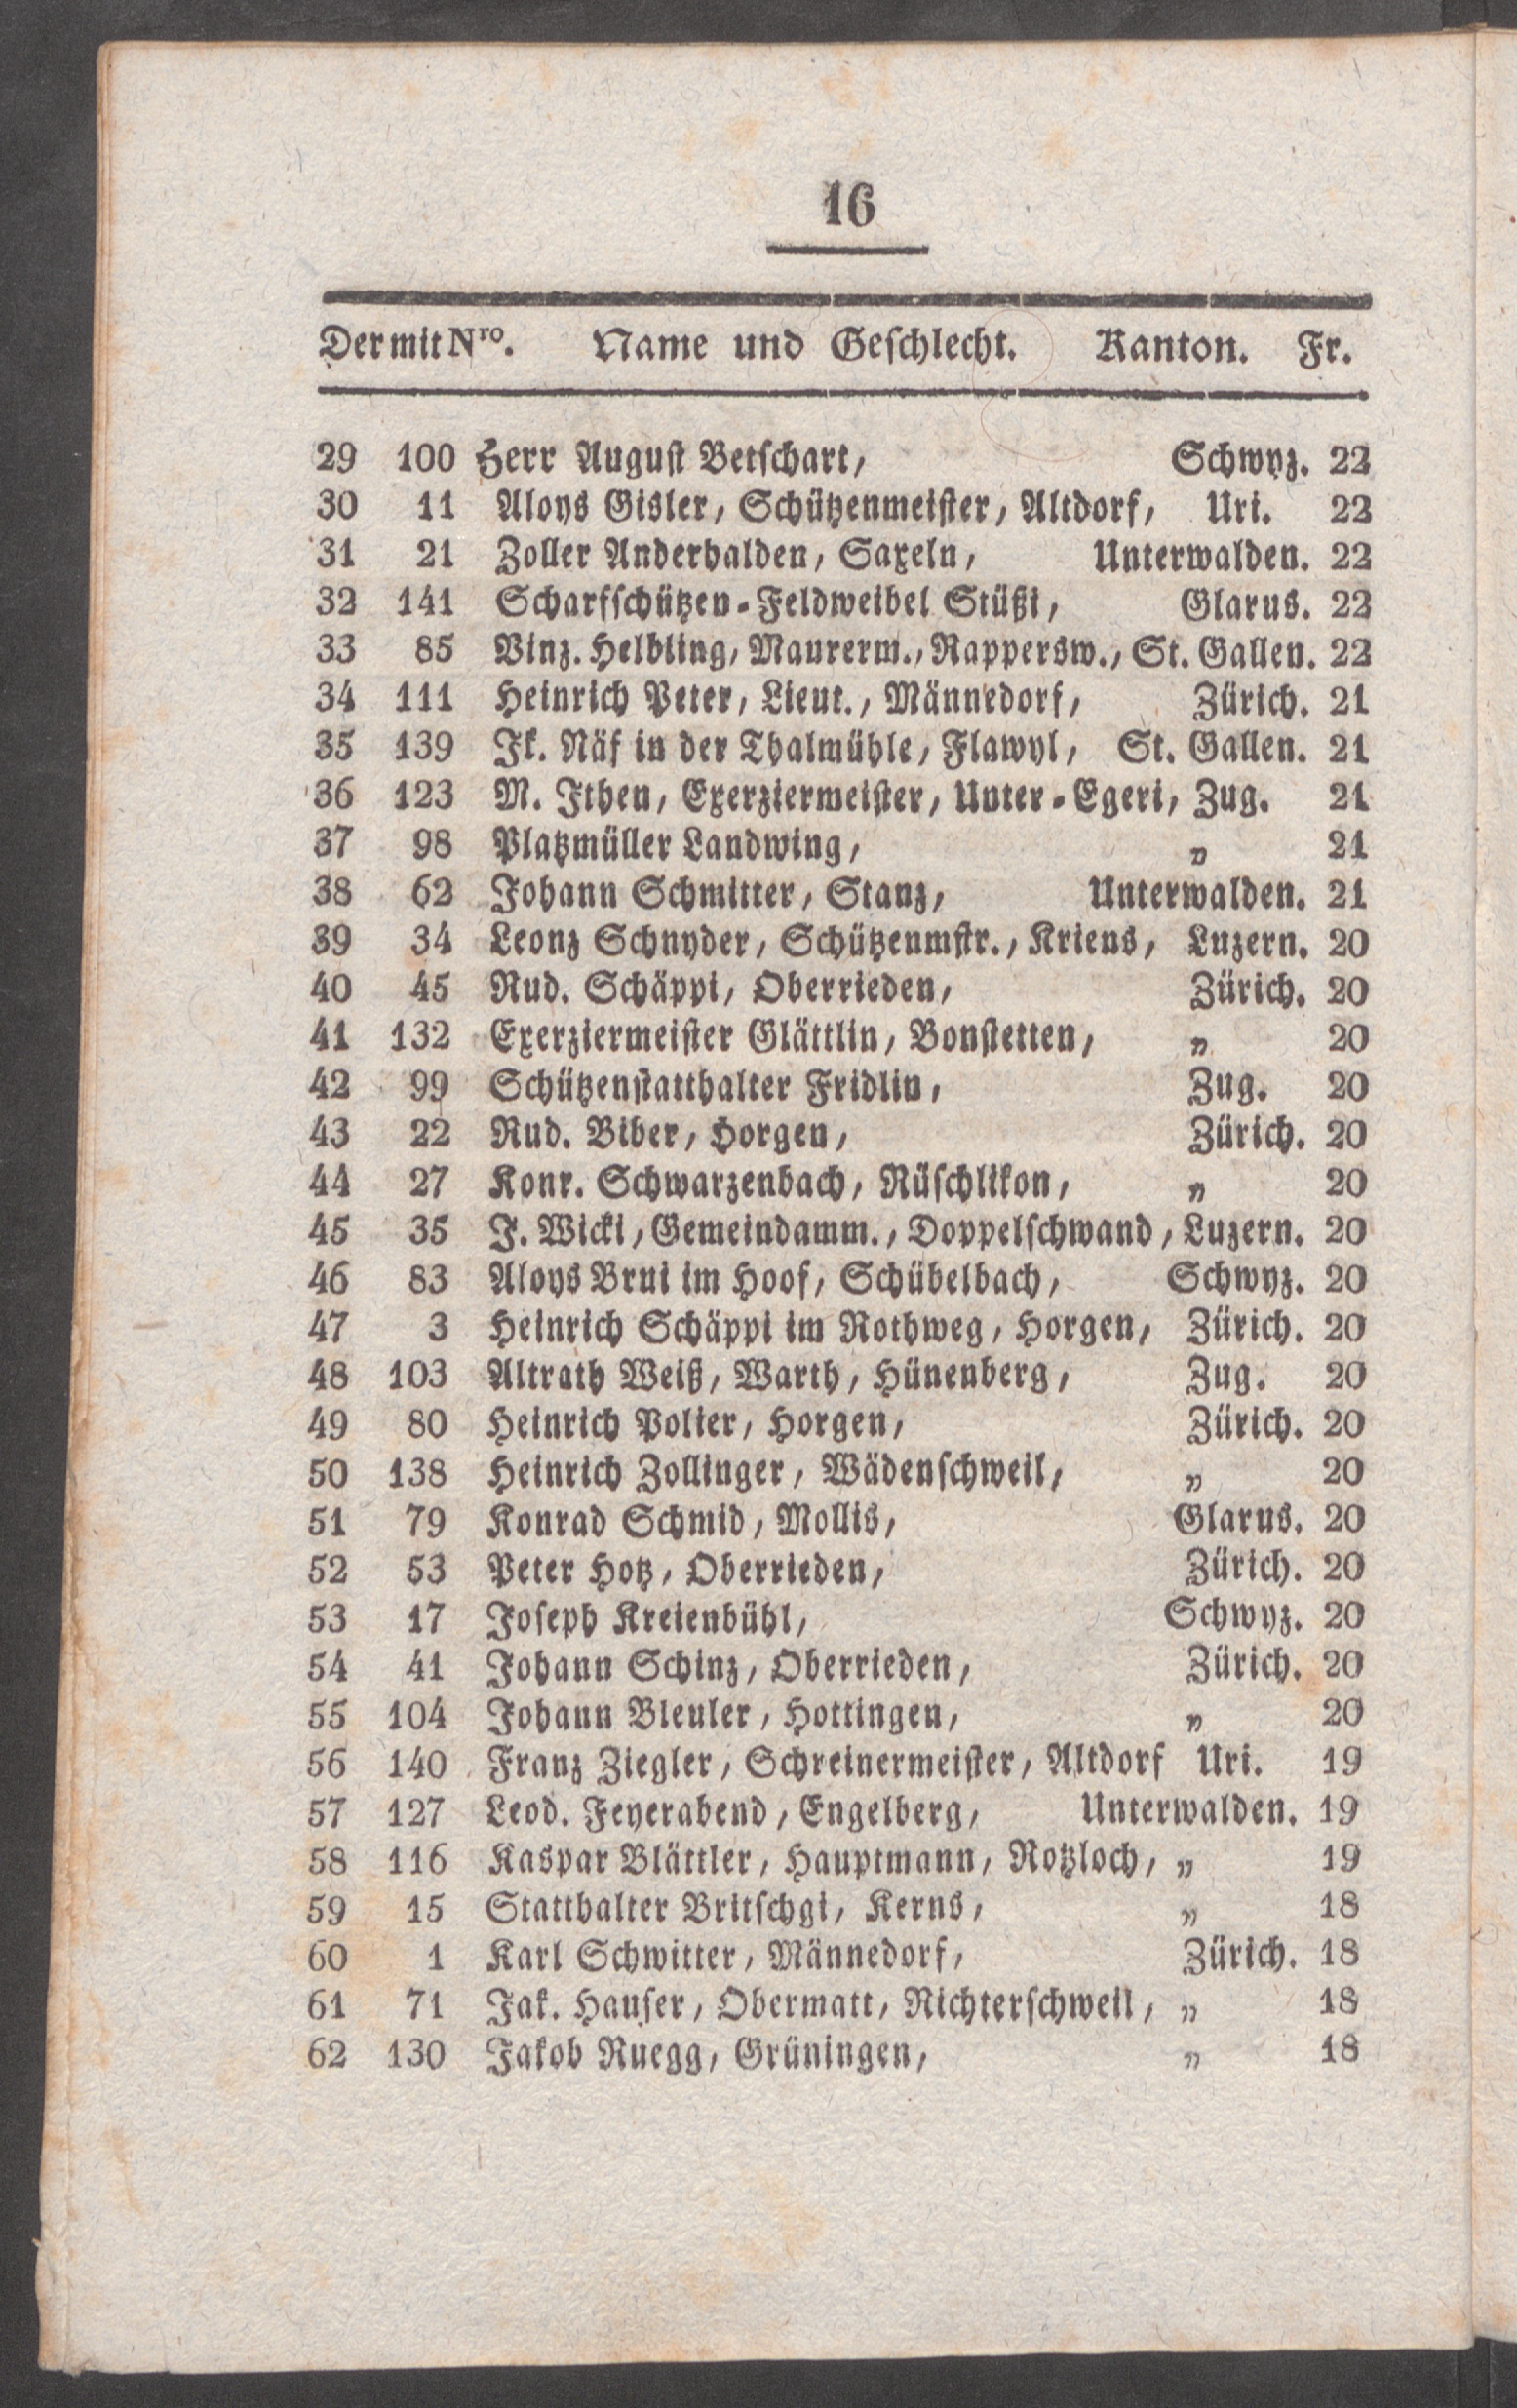 16
Der mit Nro. Name und Geschlecht. Kanton. Fr.
29 100 Herr August Betschart, Schwyz. 22
30 11 Aloys Gisler, Schützenmeister, Altdorf, Uri. 22
31 21 Zoller Anderhalden, Saxeln, Unterwalden. 22
32 141 Scharfschützen-Feldweibel Stüßi, Glarus. 22
33 85 Vinz. Helbling, Maurerm., Rappersw., St. Gallen. 22
34 111 Heinrich Peter, Lieut., Männedorf, Zürich. 21
35 139 Jk. Näf in der Thalmühle, Flawyl, St. Gallen. 21
36 123 M. Ithen, Exerziermeister, Unter-Egeri, Zug. 21
37 98 Platzmüller Landwing, „ 21
38 62 Johann Schmitter, Stanz, Unterwalden. 21
39 34 Leonz Schnyder, Schützenmstr., Kriens, Luzern. 20
40 45 Rud. Schäppi, Oberrieden, Zürich. 20
41 132 Exerziermeister Glättlin, Bonstetten, „ 20
42 99 Schützenstatthalter Fridlin, Zug. 20
43 22 Rud. Biber, Horgen, Zürich. 20
44 27 Konr. Schwarzenbach, Rüschlikon, „ 20
45 35 J. Wicki, Gemeindamm., Doppelschwand, Luzern. 20
46 83 Aloys Brui im Hoof, Schübelbach, Schwyz. 20
47 3 Heinrich Schäppi im Rothweg, Horgen, Zürich. 20
48 103 Altrath Weiß, Warth, Hünenberg, Zug. 20
49 80 Heinrich Polier, Horgen, Zürich. 20
50 138 Heinrich Zollinger, Wädenschweil, „ 20
51 79 Konrad Schmid, Mollis, Glarus. 20
52 53 Peter Hotz, Oberrieden, Zürich. 20
53 17 Joseph Kreienbühl, Schwyz. 20
54 41 Johann Schinz, Oberrieden, Zürich. 20
55 104 Johann Bleuler, Hottingen, „ 20
56 140 Franz Ziegler, Schreinermeister, Altdorf Uri. 19
57 127 Leod. Feyerabend, Engelberg, Unterwalden. 19
58 116 Kaspar Blättler, Hauptmann, Rotzloch, „ 19
59 15 Statthalter Britschgi, Kerns, „ 18
60 1 Karl Schwitter, Männedorf, Zürich. 18
61 71 Jak. Hauser, Obermatt, Richterschweil, „ 18
62 130 Jakob Ruegg, Grüningen, „ 18